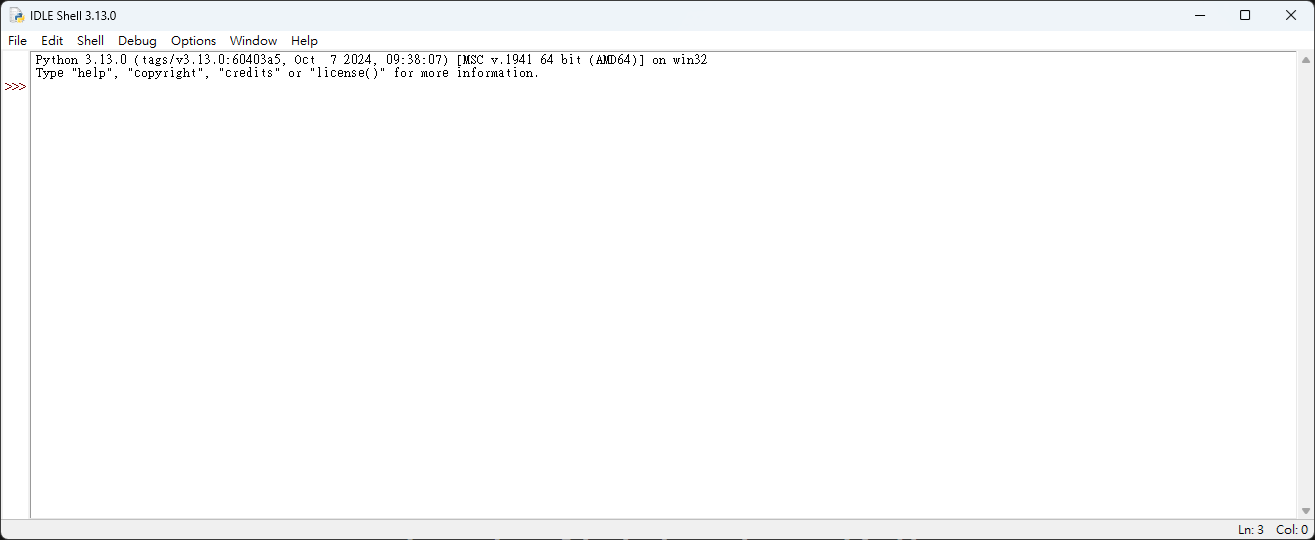 IDLE Shell 3.13.0
File Edit Shell Debug Options Window Help
Python 3.13.0 (tags/v3.13.0:60403a5, Oct  7 2024, 09:38:07) [MSC v.1941 64 bit (AMD64)] on win32
Type "help", "copyright", "credits" or "license()" for more information.
>>>
Ln: 3 Col: 0